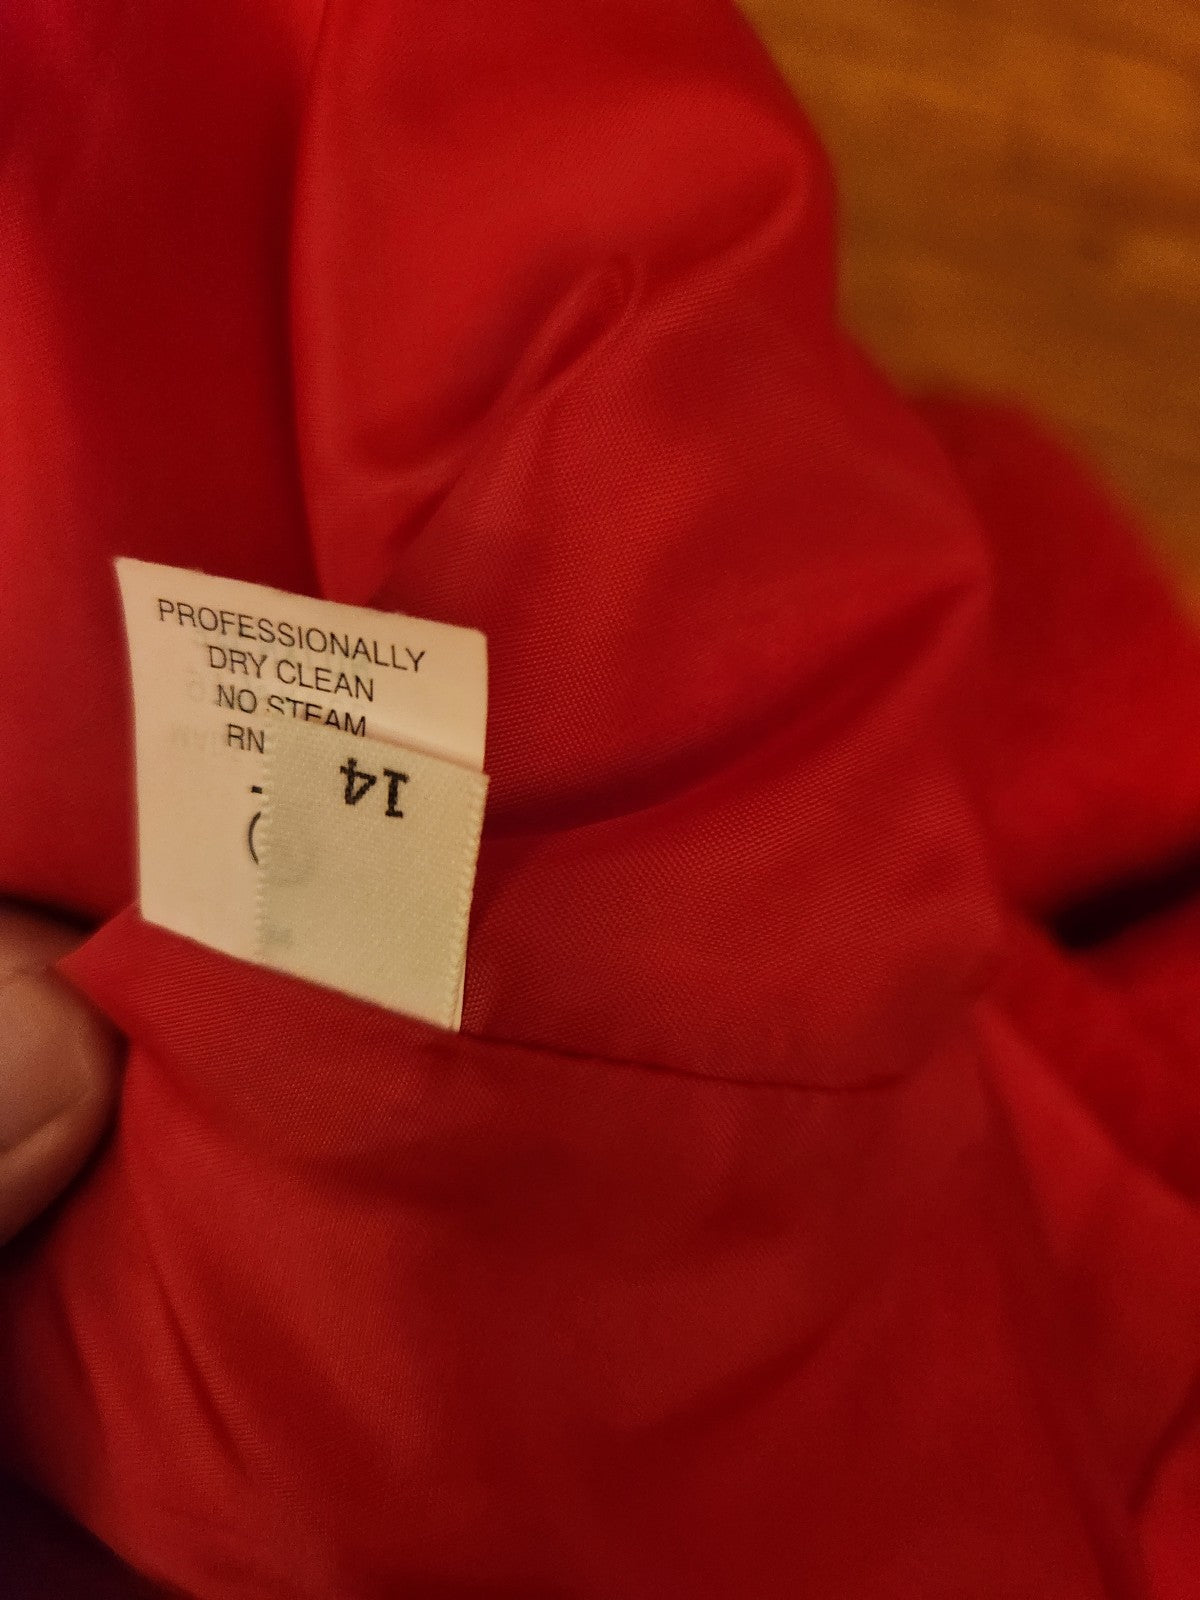 PROFESSIONALLY
DRY CLEAN
NO STEAM
RN
14